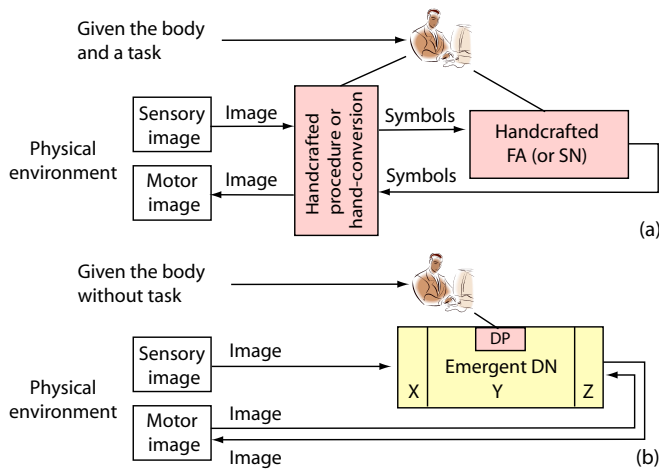 Given the body
and a task
Sensory
image
Image
Physical
environment
Motor
image
Image
Handcrafted
procedure or
hand-conversion
Symbols
Symbols
Handcrafted
FA (or SN)
(a)
Given the body
without task
Sensory
image
Image
Physical
environment
Motor
image
Image
Image
DP
Emergent DN
X
Y
Z
(b)